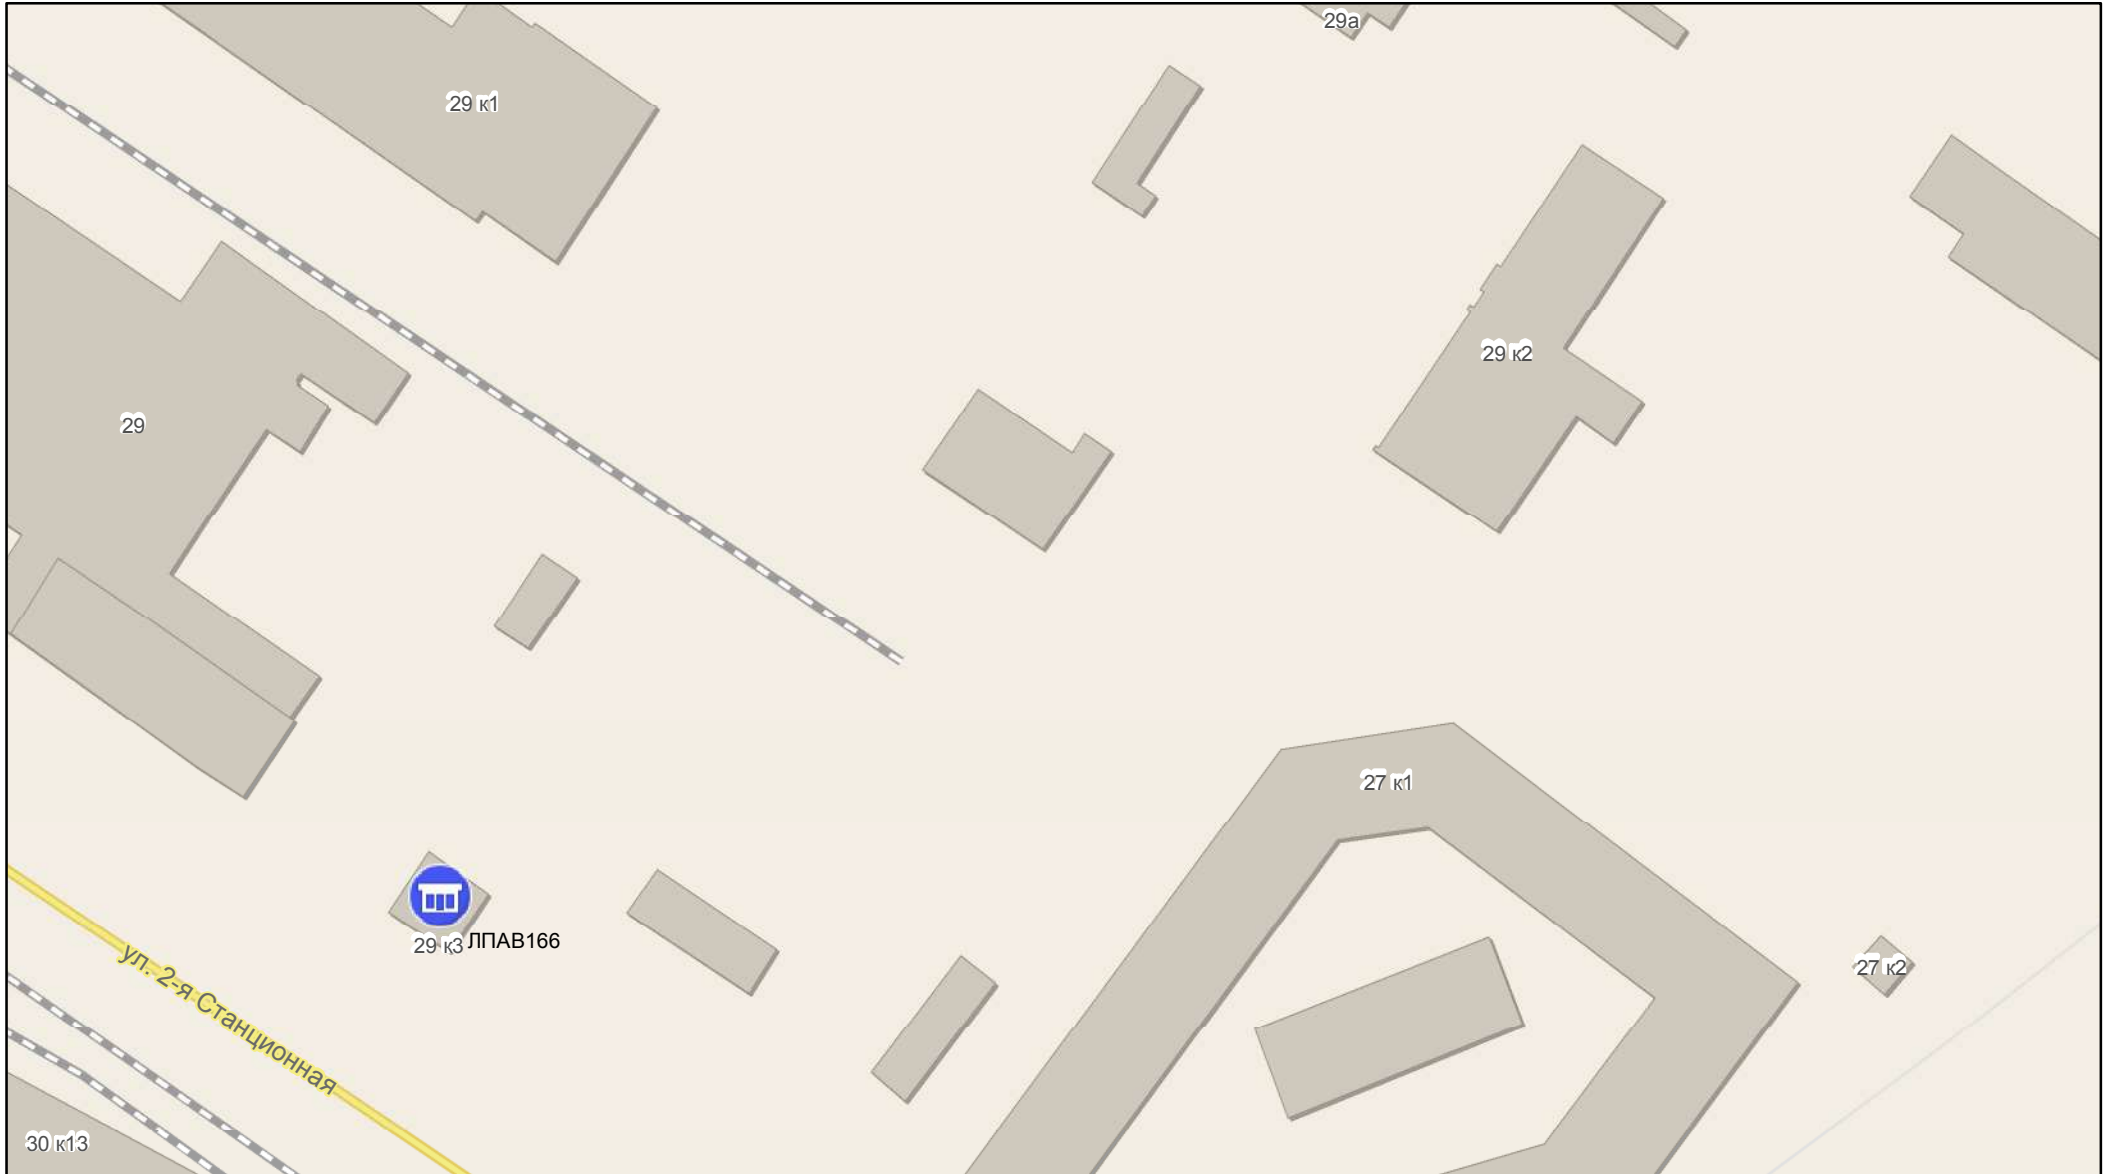 29а
29 к1
29 к2
29
27 к1
29 к3
ЛПАВ166
27 к2
ул. 2-я Станционная
30 к13